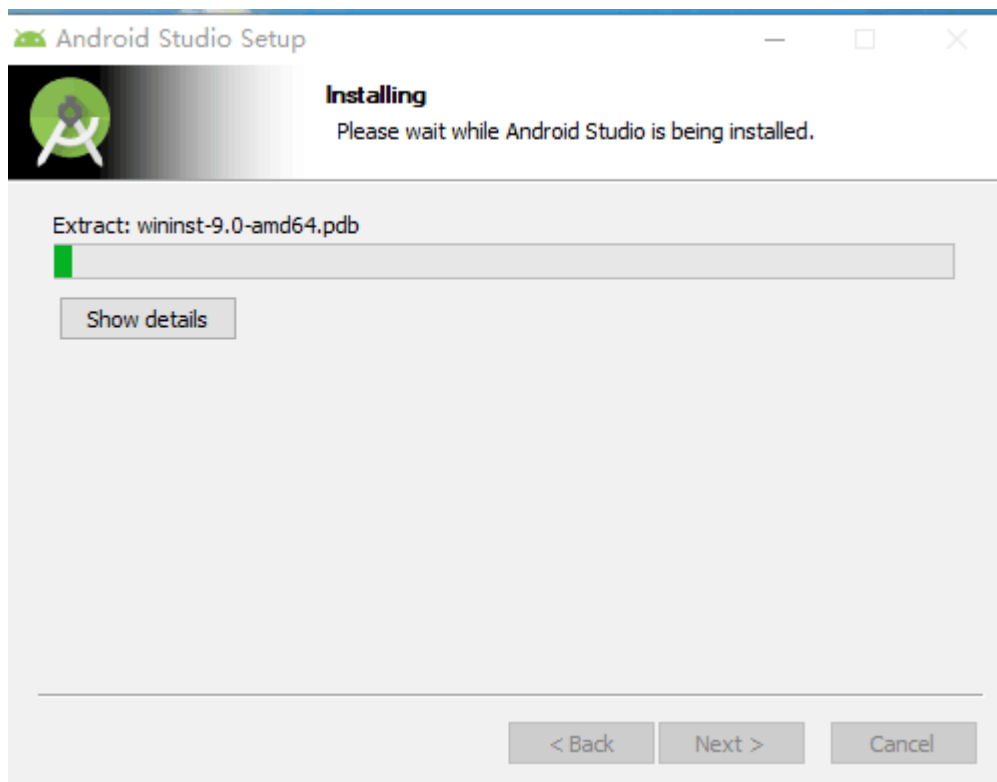 Android Studio Setup
Installing
Please wait while Android Studio is being installed.
Extract: wininst-9.0-amd64.pdb
Show details
< Back
Next >
Cancel